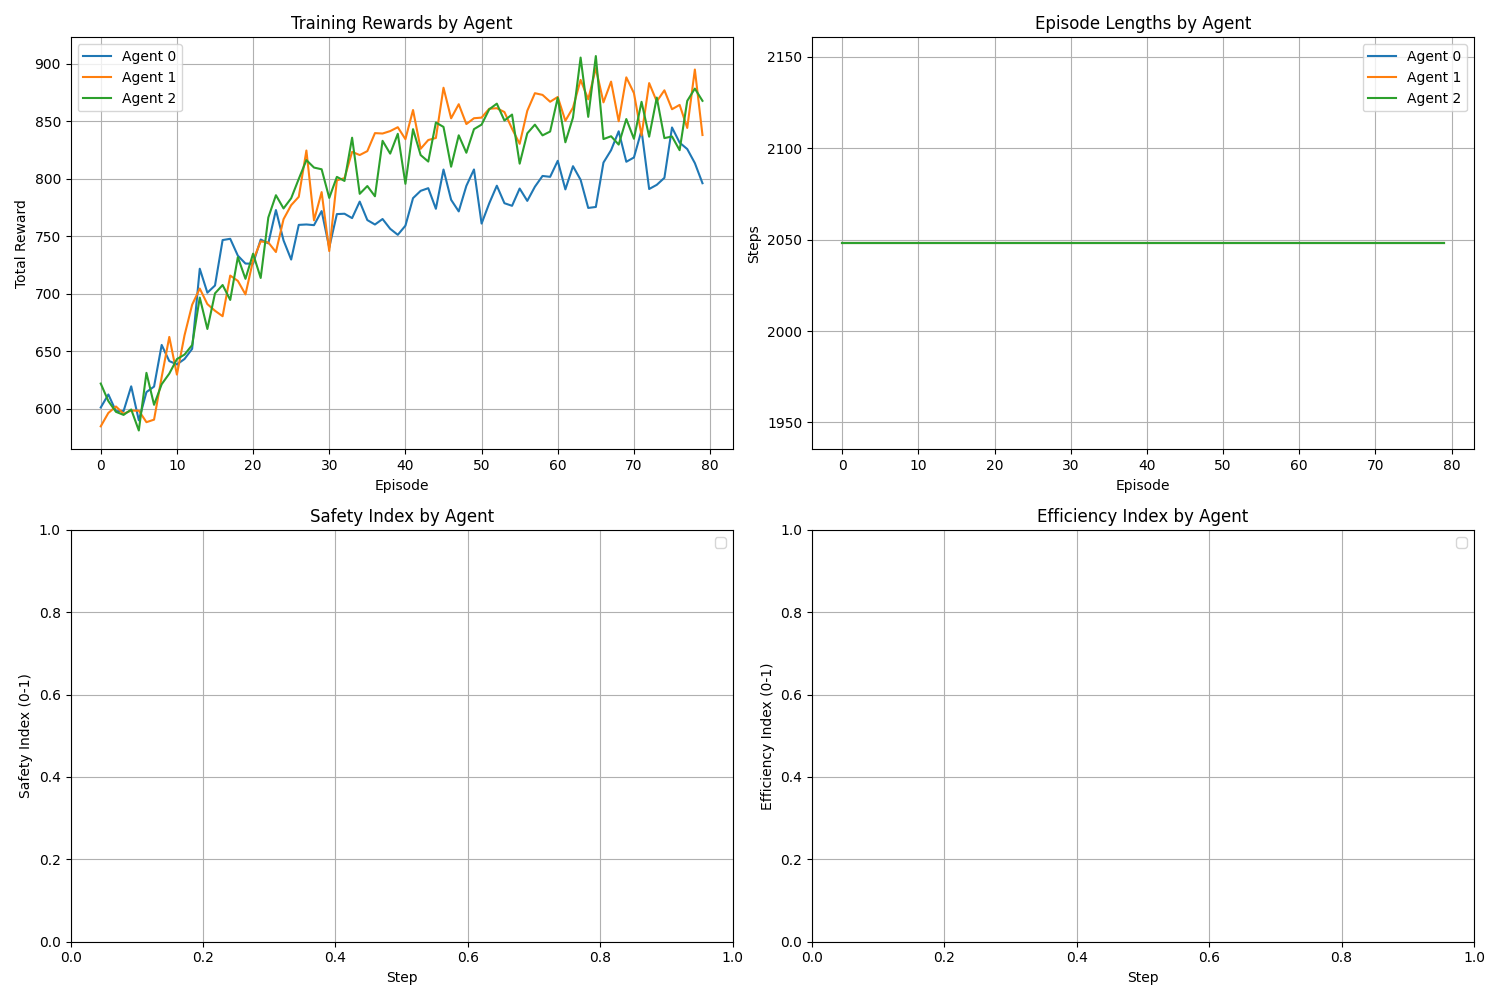 Training Rewards by Agent
Agent 0
Agent 1
Agent 2
900
850
800
750
700
650
600
Total Reward
0 10 20 30 40 50 60 70 80
Episode
Episode Lengths by Agent
Agent 0
Agent 1
Agent 2
2150
2100
2050
2000
1950
Steps
0 10 20 30 40 50 60 70 80
Episode
Safety Index by Agent
1.0
0.8
0.6
0.4
0.2
0.0
Safety Index (0-1)
0.0 0.2 0.4 0.6 0.8 1.0
Step
Efficiency Index by Agent
1.0
0.8
0.6
0.4
0.2
0.0
Efficiency Index (0-1)
0.0 0.2 0.4 0.6 0.8 1.0
Step